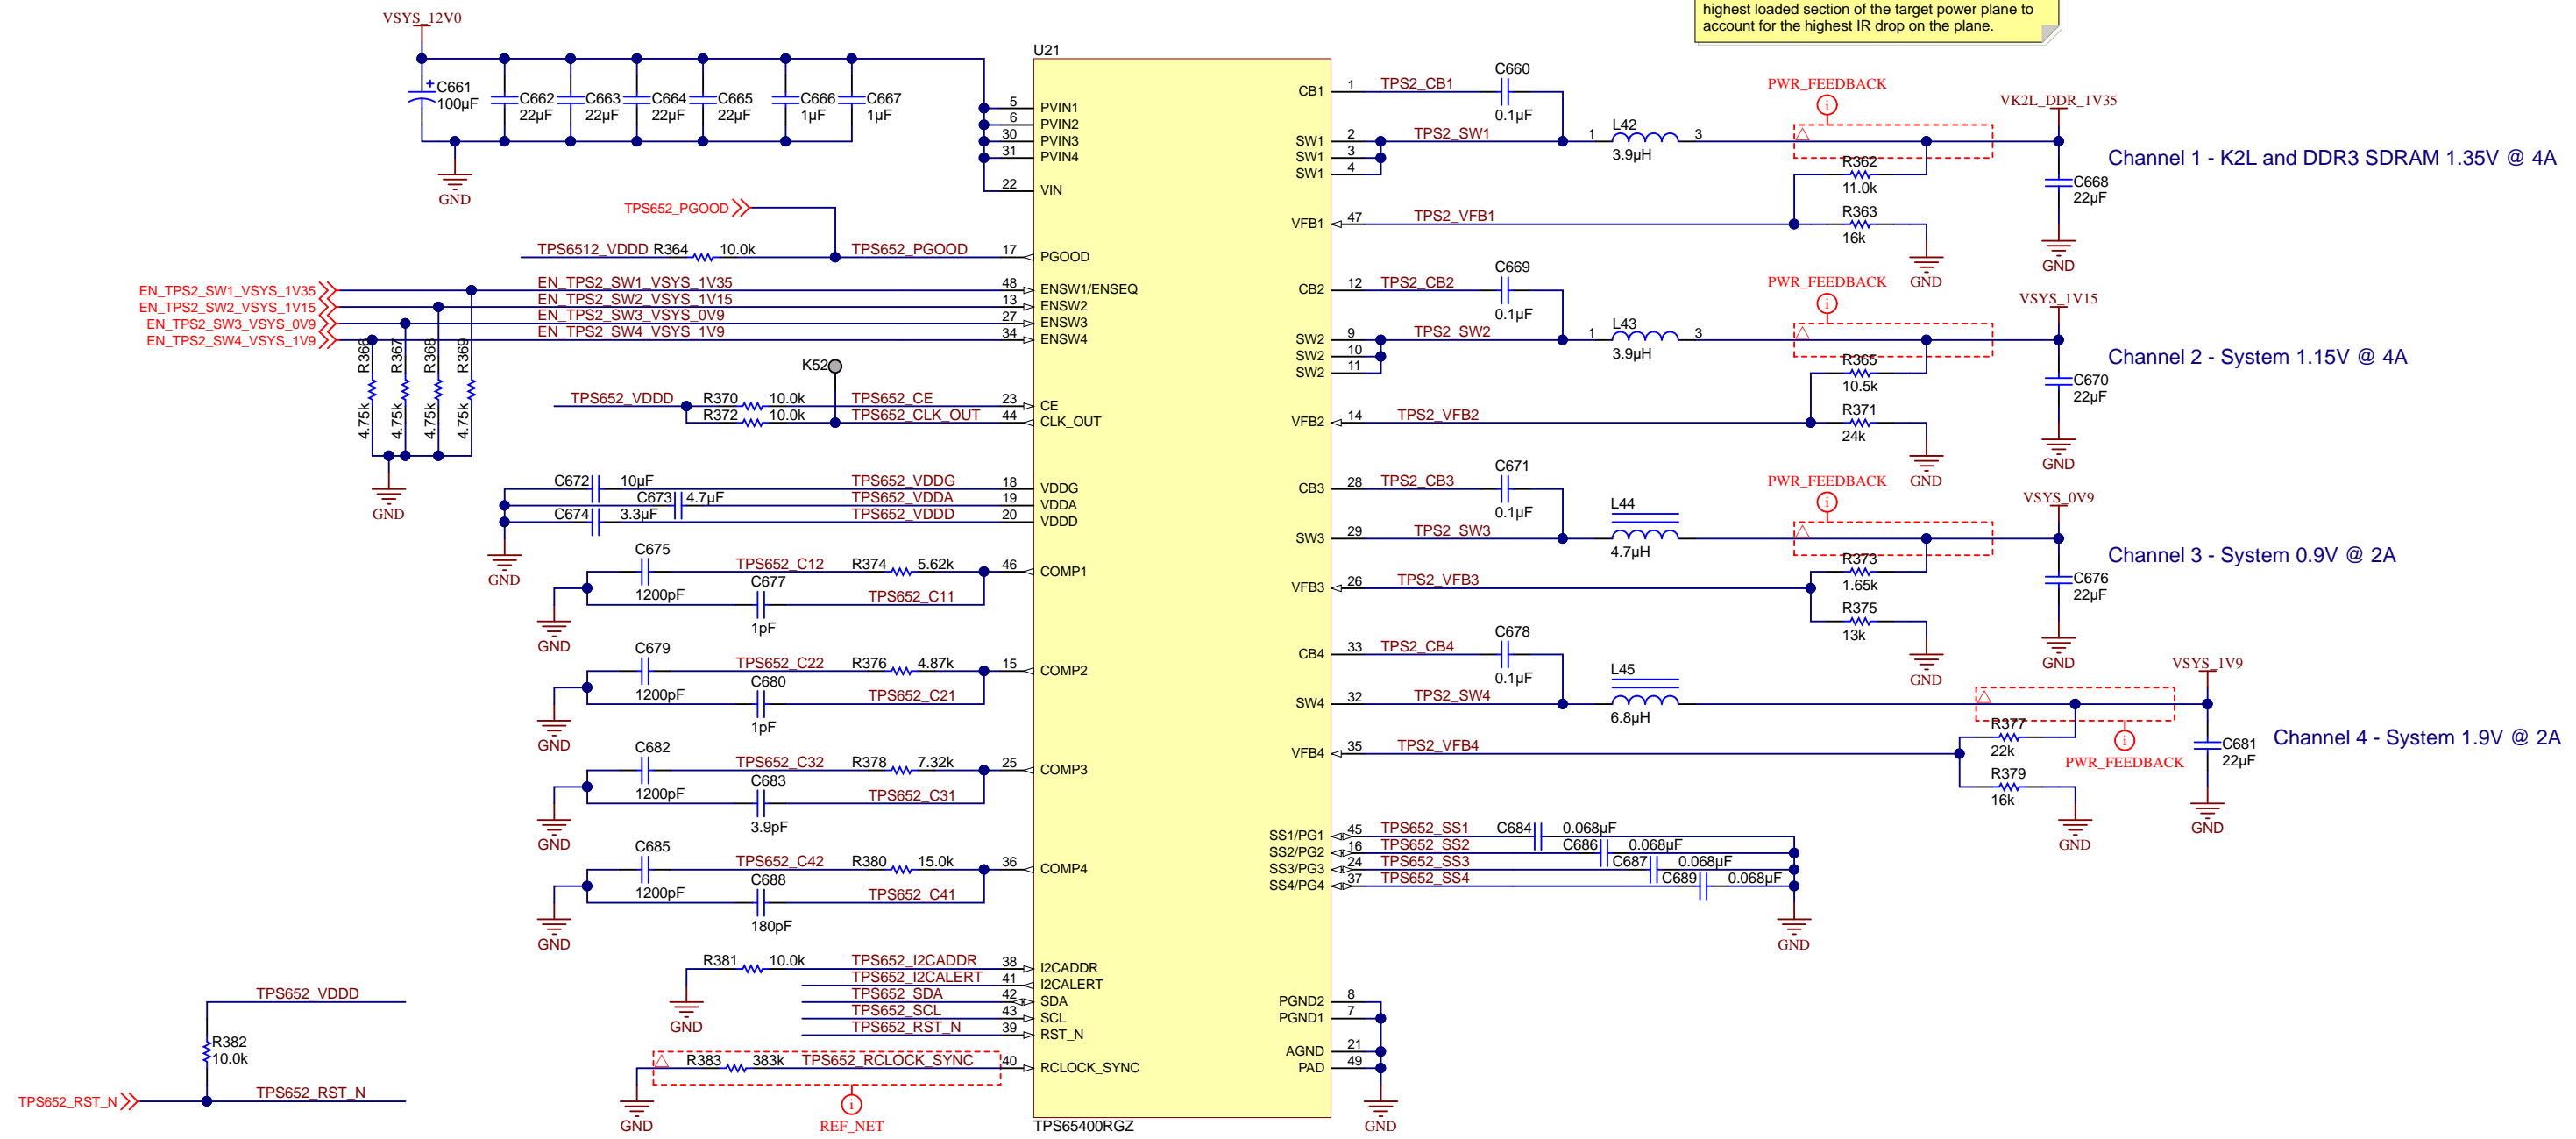 highest loaded section of the target power plane to
account for the highest IR drop on the plane.
VSYS_12V0
C661
100µF
C662
22µF
C663
22µF
C664
22µF
C665
22µF
C666
1µF
C667
1µF
GND
TPS652_PGOOD
TPS6512_VDDD R364 10.0k TPS652_PGOOD
EN_TPS2_SW1_VSYS_1V35 EN_TPS2_SW1_VSYS_1V35
EN_TPS2_SW2_VSYS_1V15 EN_TPS2_SW2_VSYS_1V15
EN_TPS2_SW3_VSYS_0V9 EN_TPS2_SW3_VSYS_0V9
EN_TPS2_SW4_VSYS_1V9 EN_TPS2_SW4_VSYS_1V9
R366
4.75k
R367
4.75k
R368
4.75k
R369
4.75k
GND
K52
TPS652_VDDD R370 10.0k TPS652_CE
R372 10.0k TPS652_CLK_OUT
C672 10µF TPS652_VDDG
C673 4.7µF TPS652_VDDA
C674 3.3µF TPS652_VDDD
GND
C675
1200pF
TPS652_C12 R374 5.62k
C677
1pF
TPS652_C11
GND
C679
1200pF
TPS652_C22 R376 4.87k
C680
1pF
TPS652_C21
GND
C682
1200pF
TPS652_C32 R378 7.32k
C683
3.9pF
TPS652_C31
GND
C685
1200pF
TPS652_C42 R380 15.0k
C688
180pF
TPS652_C41
GND
R381 10.0k TPS652_I2CADDR
GND
TPS652_I2CALERT
TPS652_SDA
TPS652_SCL
TPS652_RST_N
R383 383k TPS652_RCLOCK_SYNC
GND
REF_NET
TPS652_VDDD
R382
10.0k
TPS652_RST_N TPS652_RST_N
U21
5 PVIN1
6 PVIN2
30 PVIN3
31 PVIN4
22 VIN
17 PGOOD
48 ENSW1/ENSEQ
13 ENSW2
27 ENSW3
34 ENSW4
23 CE
44 CLK_OUT
18 VDDG
19 VDDA
20 VDDD
46 COMP1
15 COMP2
25 COMP3
36 COMP4
38 I2CADDR
41 I2CALERT
42 SDA
43 SCL
39 RST_N
40 RCLOCK_SYNC
TPS65400RGZ
CB1 1 TPS2_CB1
SW1 2 TPS2_SW1
SW1 3
SW1 4
VFB1 47 TPS2_VFB1
CB2 12 TPS2_CB2
SW2 9 TPS2_SW2
SW2 10
SW2 11
VFB2 14 TPS2_VFB2
CB3 28 TPS2_CB3
SW3 29 TPS2_SW3
VFB3 26 TPS2_VFB3
CB4 33 TPS2_CB4
SW4 32 TPS2_SW4
VFB4 35 TPS2_VFB4
SS1/PG1 45 TPS652_SS1 C684 0.068µF
SS2/PG2 16 TPS652_SS2 C686 0.068µF
SS3/PG3 24 TPS652_SS3 C687 0.068µF
SS4/PG4 37 TPS652_SS4 C689 0.068µF
GND
PGND2 8
PGND1 7
AGND 21
PAD 49
GND
C660
0.1µF
1 L42 3
3.9µH
PWR_FEEDBACK
R362
11.0k
R363
16k
GND
VK2L_DDR_1V35
C668
22µF
GND
Channel 1 - K2L and DDR3 SDRAM 1.35V @ 4A
C669
0.1µF
1 L43 3
3.9µH
PWR_FEEDBACK
R365
10.5k
R371
24k
GND
VSYS_1V15
C670
22µF
GND
Channel 2 - System 1.15V @ 4A
C671
0.1µF
L44
4.7µH
PWR_FEEDBACK
R373
1.65k
R375
13k
GND
VSYS_0V9
C676
22µF
GND
Channel 3 - System 0.9V @ 2A
C678
0.1µF
L45
6.8µH
R377
22k
PWR_FEEDBACK
R379
16k
GND
VSYS_1V9
C681
22µF
GND
Channel 4 - System 1.9V @ 2A